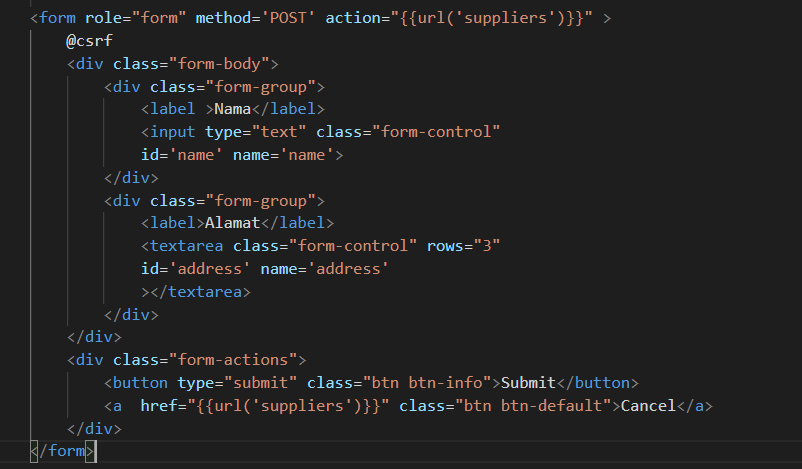 <form role="form" method='POST' action="{{url('suppliers')}}" >
@csrf
<div class="form-body">
<div class="form-group">
<label >Nama</label>
<input type="text" class="form-control"
id='name' name='name'>
</div>
<div class="form-group">
<label>Alamat</label>
<textarea class="form-control" rows="3"
id='address' name='address'
></textarea>
</div>
</div>
<div class="form-actions">
<button type="submit" class="btn btn-info">Submit</button>
<a  href="{{url('suppliers')}}" class="btn btn-default">Cancel</a>
</div>
</form>